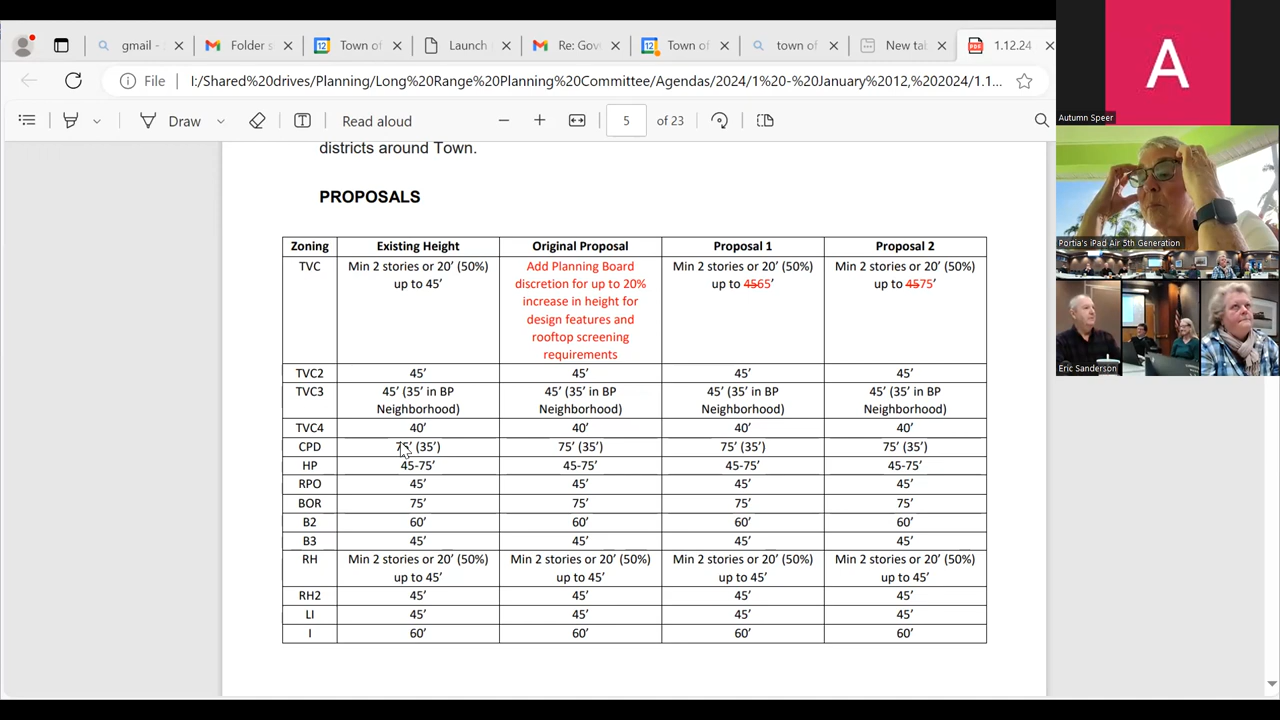 gmail -
Folder s
Town of
Launch
Re: Gov
Town of
town of
New tab
1.12.24
File
I:/Shared%20drives/Planning/Long%20Range%20Planning%20Committee/Agendas/2024/1%20-%20January%2012,%202024/1.1...
Draw
Read aloud
5
of 23
districts around Town.
PROPOSALS
Zoning Existing Height Original Proposal Proposal 1 Proposal 2
TVC Min 2 stories or 20’ (50%) Add Planning Board Min 2 stories or 20’ (50%) Min 2 stories or 20’ (50%)
up to 45’ discretion for up to 20% up to 4565’ up to 4575’
increase in height for
design features and
rooftop screening
requirements
TVC2 45’ 45’ 45’ 45’
TVC3 45’ (35’ in BP 45’ (35’ in BP 45’ (35’ in BP 45’ (35’ in BP
Neighborhood) Neighborhood) Neighborhood) Neighborhood)
TVC4 40’ 40’ 40’ 40’
CPD 75’ (35’) 75’ (35’) 75’ (35’) 75’ (35’)
HP 45-75’ 45-75’ 45-75’ 45-75’
RPO 45’ 45’ 45’ 45’
BOR 75’ 75’ 75’ 75’
B2 60’ 60’ 60’ 60’
B3 45’ 45’ 45’ 45’
RH Min 2 stories or 20’ (50%) Min 2 stories or 20’ (50%) Min 2 stories or 20’ (50%) Min 2 stories or 20’ (50%)
up to 45’ up to 45’ up to 45’ up to 45’
RH2 45’ 45’ 45’ 45’
LI 45’ 45’ 45’ 45’
I 60’ 60’ 60’ 60’
A
Autumn Speer
Portia's iPad Air 5th Generation
Eric Sanderson